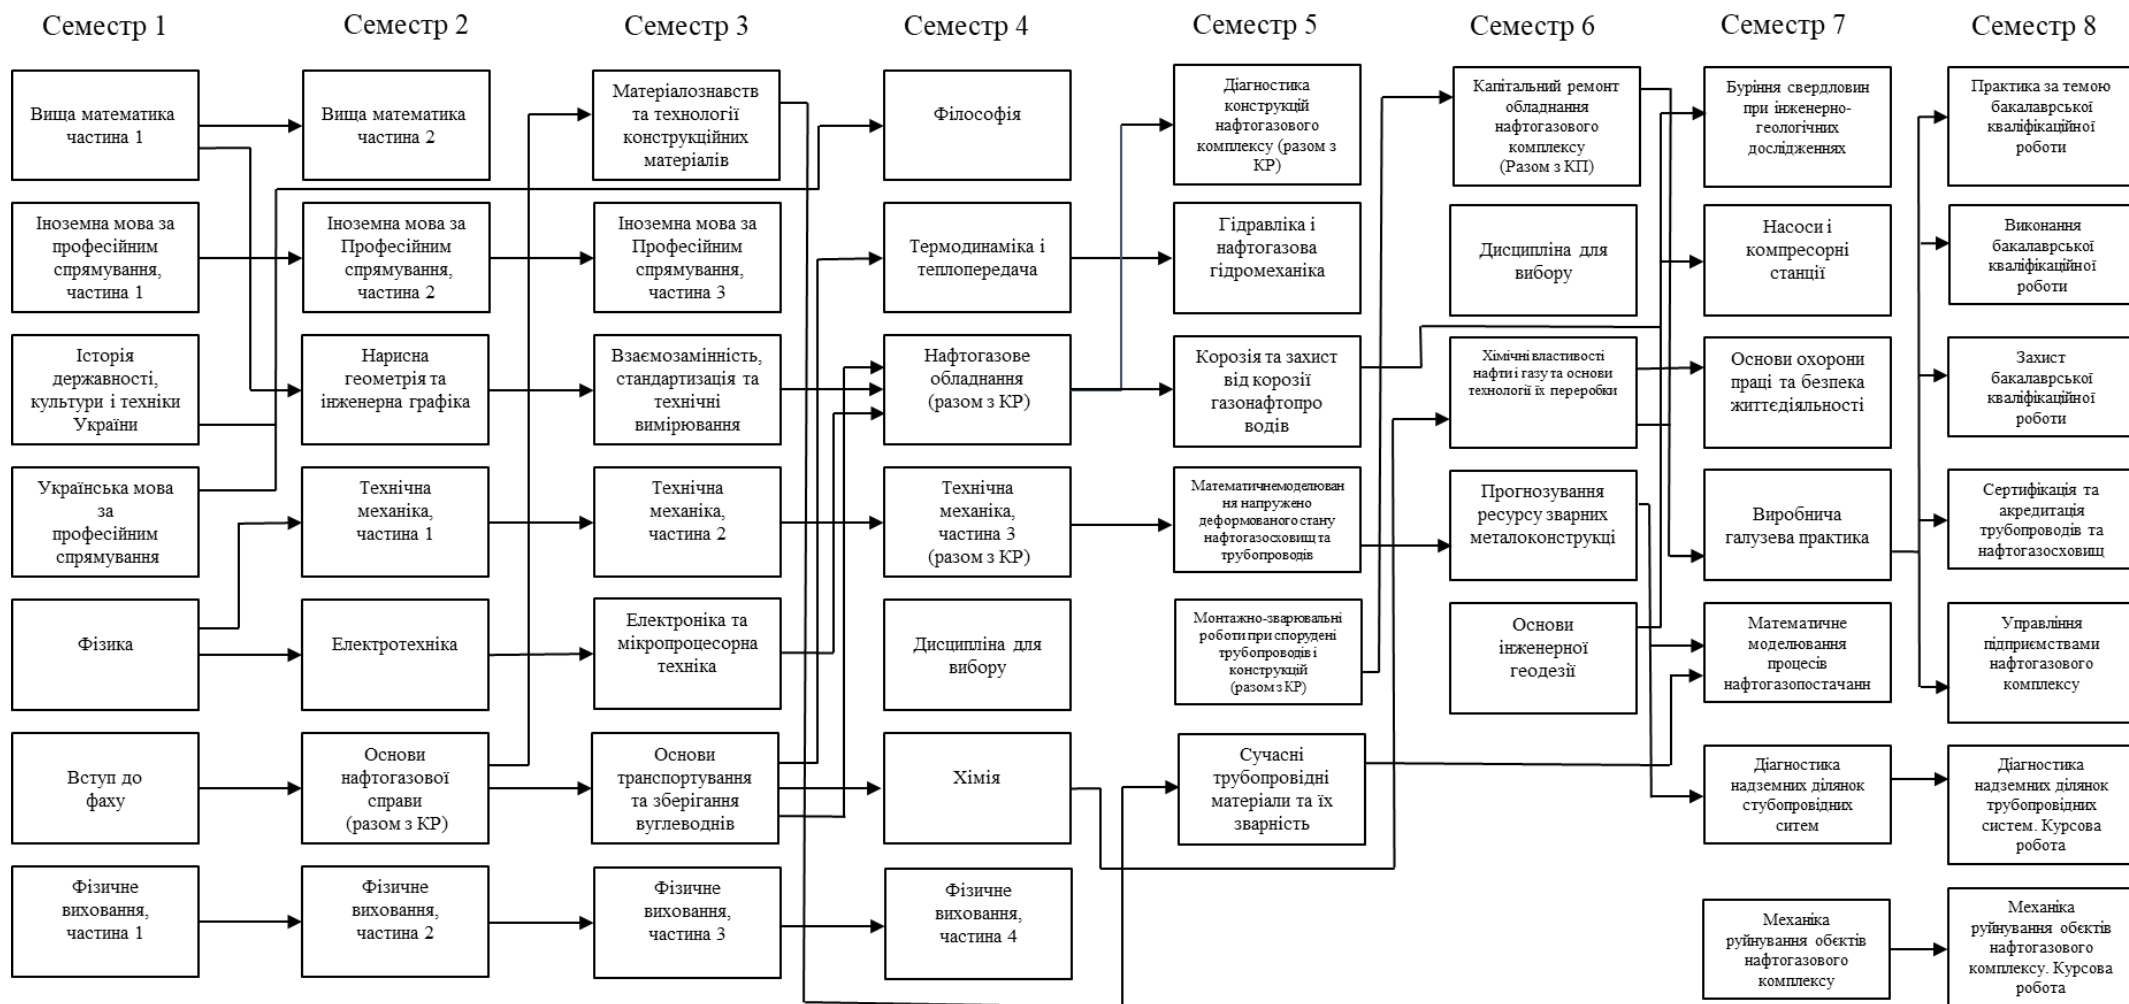 Семестр 1
Семестр 2
Семестр 3
Семестр 4
Семестр 5
Семестр 6
Семестр 7
Семестр 8
Вища математика
частина 1
Іноземна мова за
професійним
спрямування,
частина 1
Історія
державності,
культури і техніки
України
Українська мова
за
професійним
спрямування
Фізика
Вступ до
фаху
Фізичне
виховання,
частина 1
Вища математика
частина 2
Іноземна мова за
Професійним
спрямування,
частина 2
Нарисна
геометрія та
інженерна графіка
Технічна
механіка,
частина 1
Електротехніка
Основи
нафтогазової
справи
(разом з КР)
Фізичне
виховання,
частина 2
Матеріалознавств
та технології
конструкційних
матеріалів
Іноземна мова за
Професійним
спрямування,
частина 3
Взаємозамінність,
стандартизація та
технічні
вимірювання
Технічна
механіка,
частина 2
Електроніка та
мікропроцесорна
техніка
Основи
транспортування
та зберігання
вуглеводнів
Фізичне
виховання,
частина 3
Філософія
Термодинаміка і
теплопередача
Нафтогазове
обладнання
(разом з КР)
Технічна
механіка,
частина 3
(разом з КР)
Дисципліна для
вибору
Хімія
Фізичне
виховання,
частина 4
Діагностика
конструкцій
нафтогазового
комплексу (разом з
КР)
Гідравліка і
нафтогазова
гідромеханіка
Корозія та захист
від корозії
газонафтопро
водів
Математичнемоделюван
ня напружено
деформованого стану
нафтогазосховищ та
трубопроводів
Монтажно-зварювальні
роботи при спорудені
трубопроводів і
конструкцій
(разом з КР)
Сучасні
трубопровідні
матеріали та їх
зварність
Капітальний ремонт
обладнання
нафтогазового
комплексу
(Разом з КП)
Дисципліна для
вибору
Хімічні властивості
нафти і газу та основи
технології їх переробки
Прогнозування
ресурсу зварних
металоконструкці
Основи
інженерної
геодезії
Буріння свердловин
при інженерно-
геологічних
дослідженнях
Насоси і
компресорні
станції
Основи охорони
праці та безпека
життєдіяльності
Виробнича
галузева практика
Математичне
моделювання
процесів
нафтогазопостачанн
Діагностика
надземних ділянок
стубопровідних
ситем
Механіка
руйнування обєктів
нафтогазового
комплексу
Практика за темою
бакалаврської
кваліфікаційної
роботи
Виконання
бакалаврської
кваліфікаційної
роботи
Захист
бакалаврської
кваліфікаційної
роботи
Сертифікація та
акредитація
трубопроводів та
нафтогазосховищ
Управління
підприємствами
нафтогазового
комплексу
Діагностика
надземних ділянок
трубопровідних
систем. Курсова
робота
Механіка
руйнування обєктів
нафтогазового
комплексу. Курсова
робота